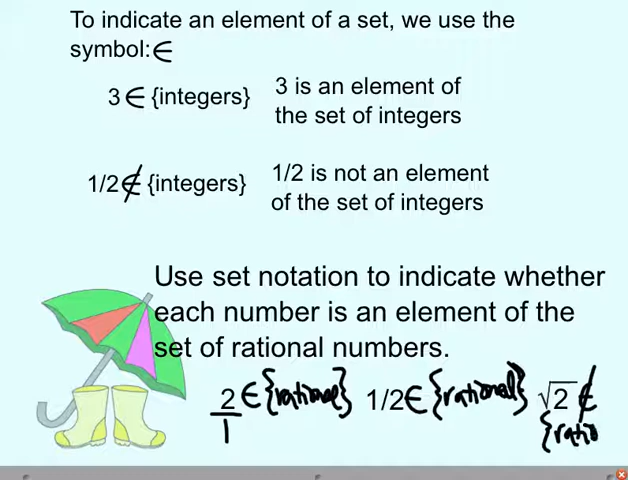 To indicate an element of a set, we use the
symbol:∈
3 ∈ {integers}
3 is an element of
the set of integers
1/2 ∉ {integers}
1/2 is not an element
of the set of integers
Use set notation to indicate whether
each number is an element of the
set of rational numbers.
2/1 ∈ {rational} 1/2 ∈ {rational} √2 ∉
{ratio